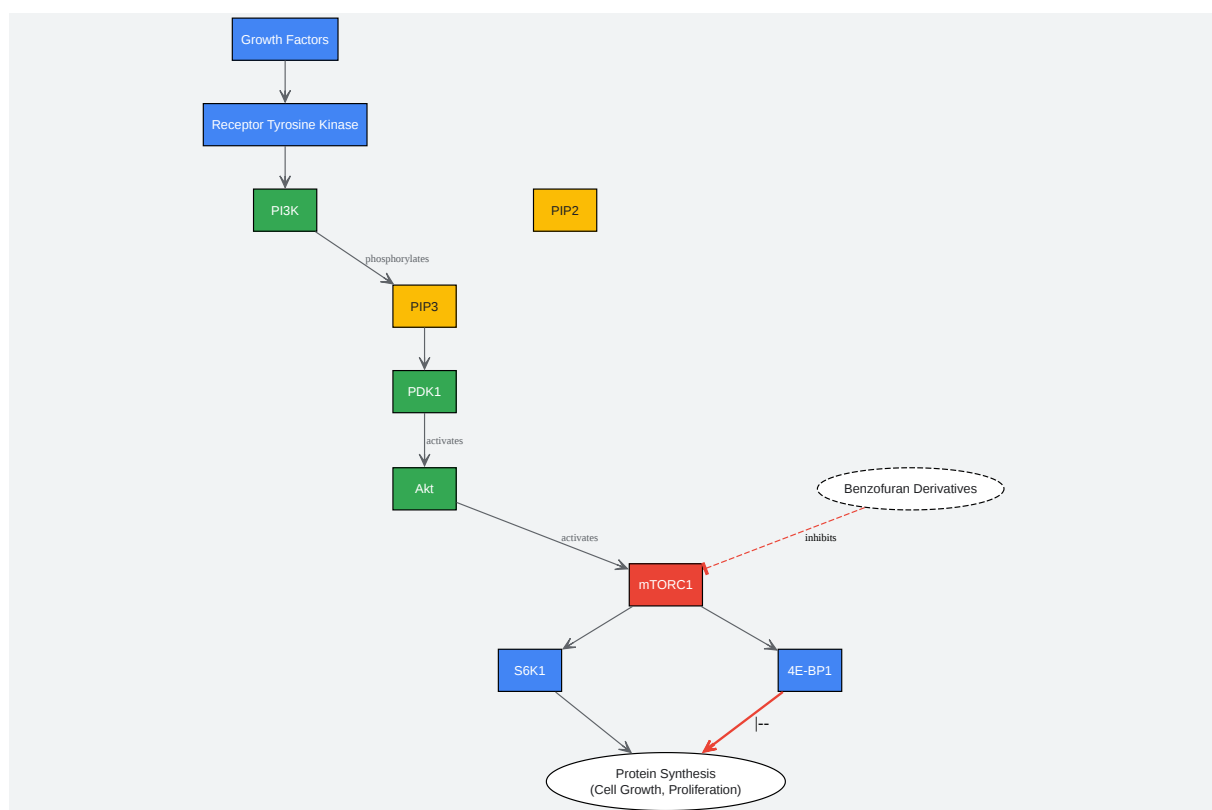 Growth Factors
Receptor Tyrosine Kinase
PI3K
PIP2
phosphorylates
PIP3
PDK1
activates
Akt
Benzofuran Derivatives
activates
inhibits
mTORC1
S6K1
4E-BP1
|--
Protein Synthesis
(Cell Growth, Proliferation)